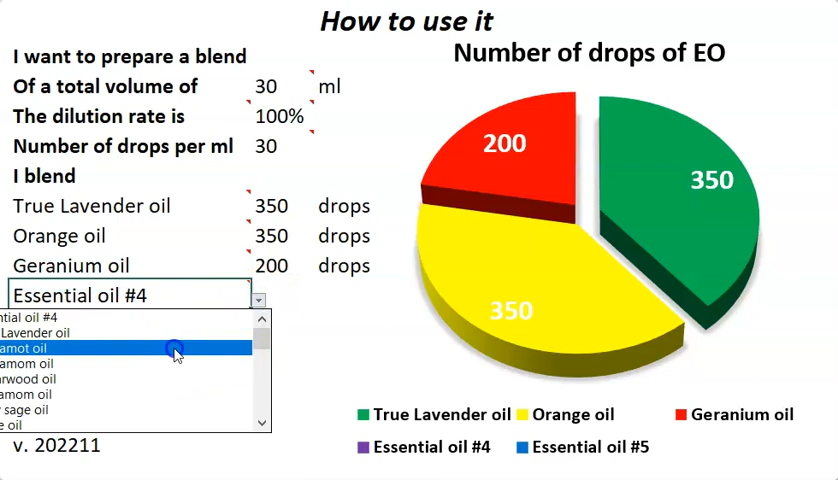 How to use it
I want to prepare a blend
Of a total volume of 30 ml
The dilution rate is 100%
Number of drops per ml 30
I blend
True Lavender oil 350 drops
Orange oil 350 drops
Geranium oil 200 drops
Essential oil #4
ntial oil #4
Lavender oil
amot oil
amom oil
arwood oil
amom oil
sage oil
e oil
v. 202211
Number of drops of EO
200
350
350
True Lavender oil Orange oil Geranium oil
Essential oil #4 Essential oil #5